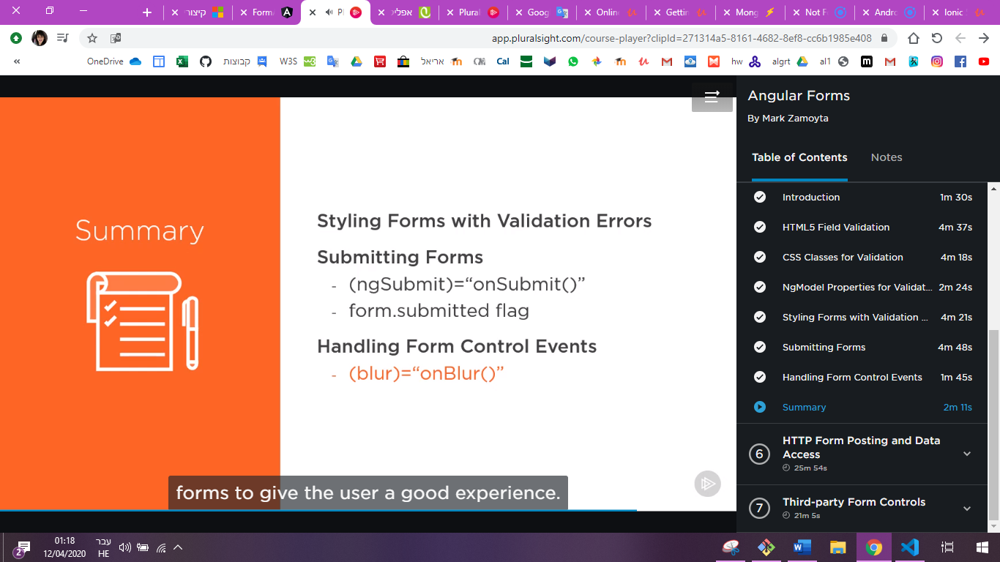 קיצור
Form
Pl
אפליק
Plural
Goog
Online
Gettin
Mong
Not F
Andro
Ionic
app.pluralsight.com/course-player?clipId=271314a5-8161-4682-8ef8-cc6b1985e408
«
OneDrive
קבוצות
W3S
אריאל
Cal
hw
algrt
al1
Angular Forms
By Mark Zamoyta
Table of Contents
Notes
Introduction 1m 30s
HTML5 Field Validation 4m 37s
CSS Classes for Validation 4m 18s
NgModel Properties for Validat... 2m 24s
Styling Forms with Validation ... 4m 21s
Submitting Forms 4m 48s
Handling Form Control Events 1m 45s
Summary 2m 11s
6 HTTP Form Posting and Data
Access
25m 54s
7 Third-party Form Controls
21m 5s
Summary
Styling Forms with Validation Errors
Submitting Forms
- (ngSubmit)=“onSubmit()”
- form.submitted flag
Handling Form Control Events
- (blur)=“onBlur()”
forms to give the user a good experience.
2
01:18
12/04/2020
עבר
HE